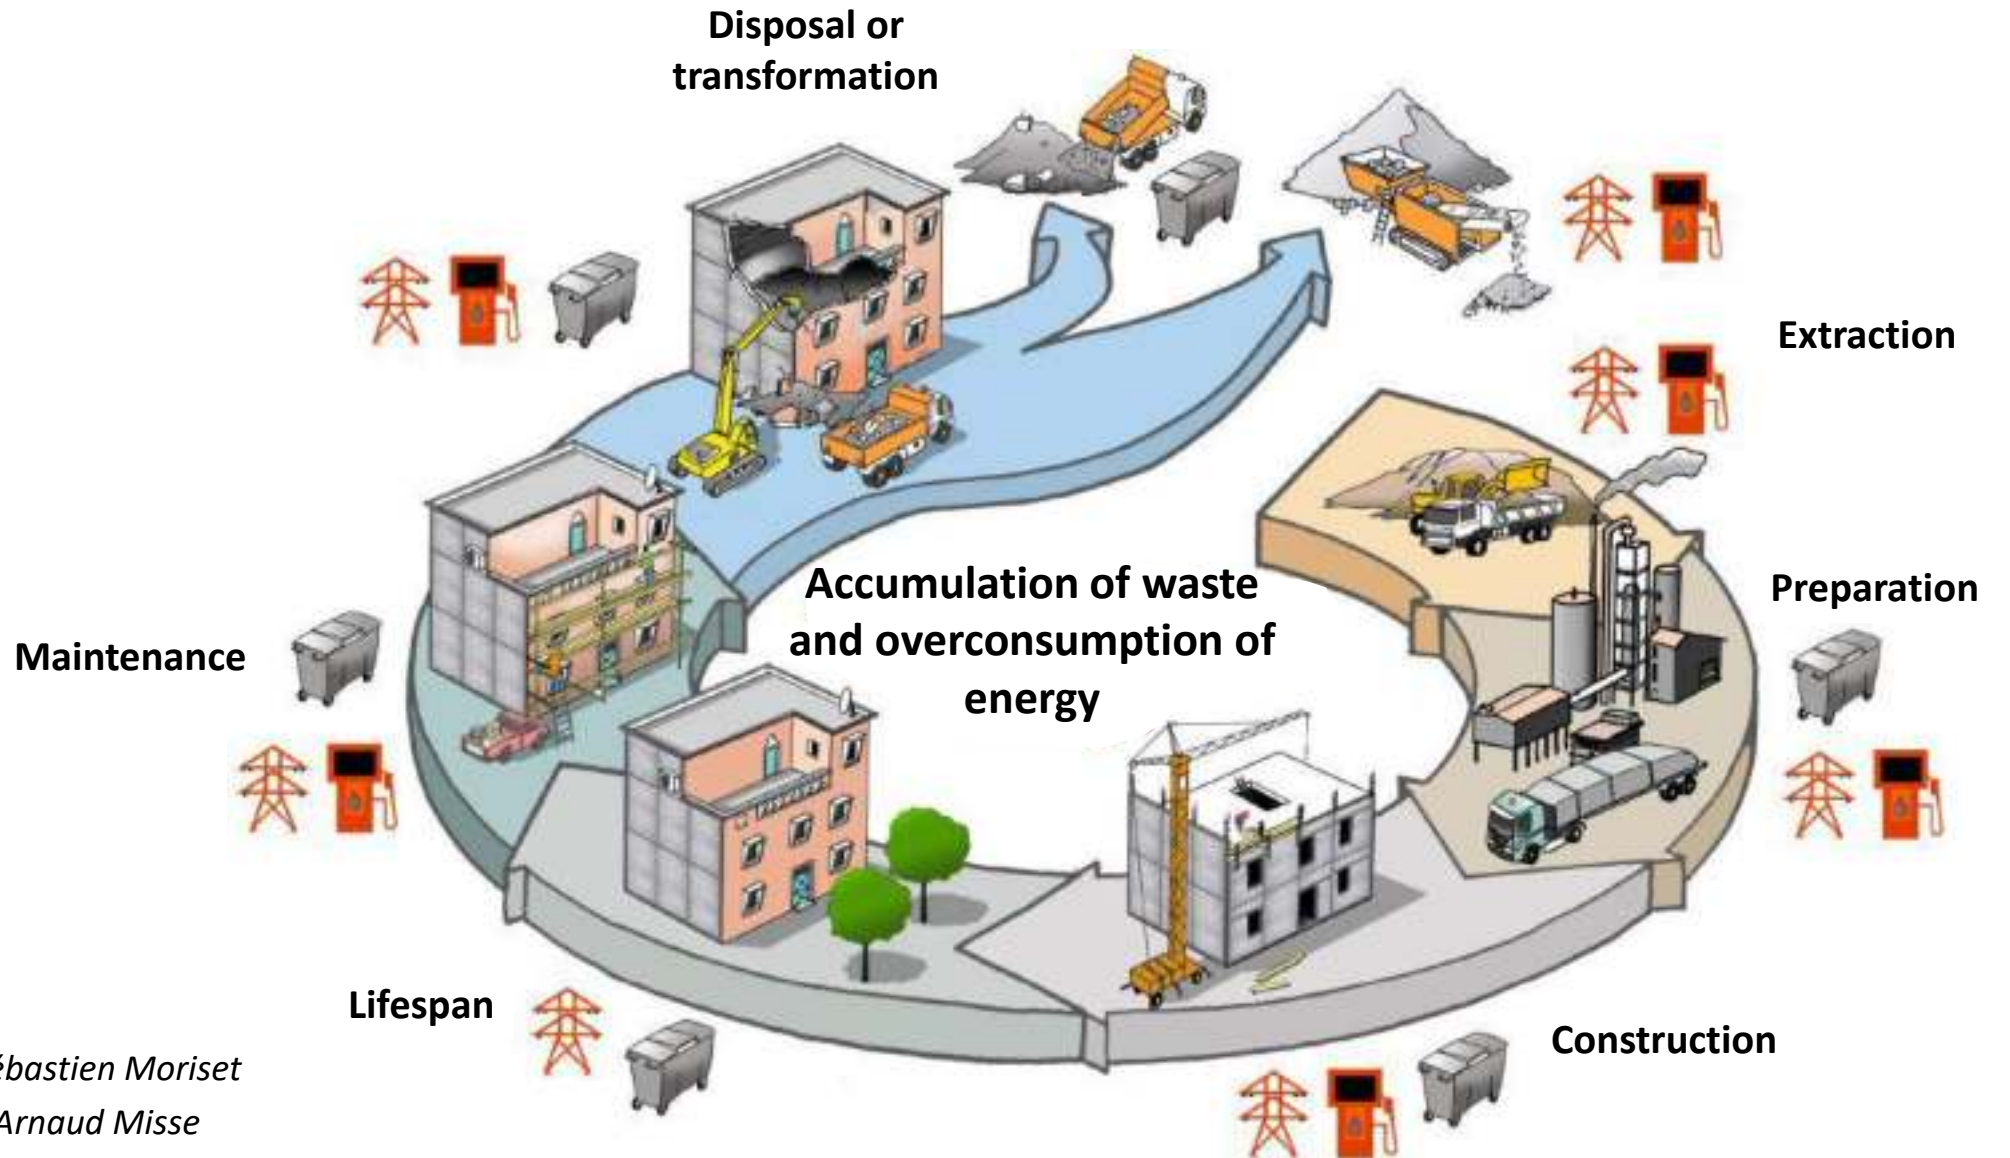 Disposal or
transformation
Extraction
Accumulation of waste
and overconsumption of
energy
Preparation
Maintenance
Lifespan
Construction
ébastien Moriset
Arnaud Misse